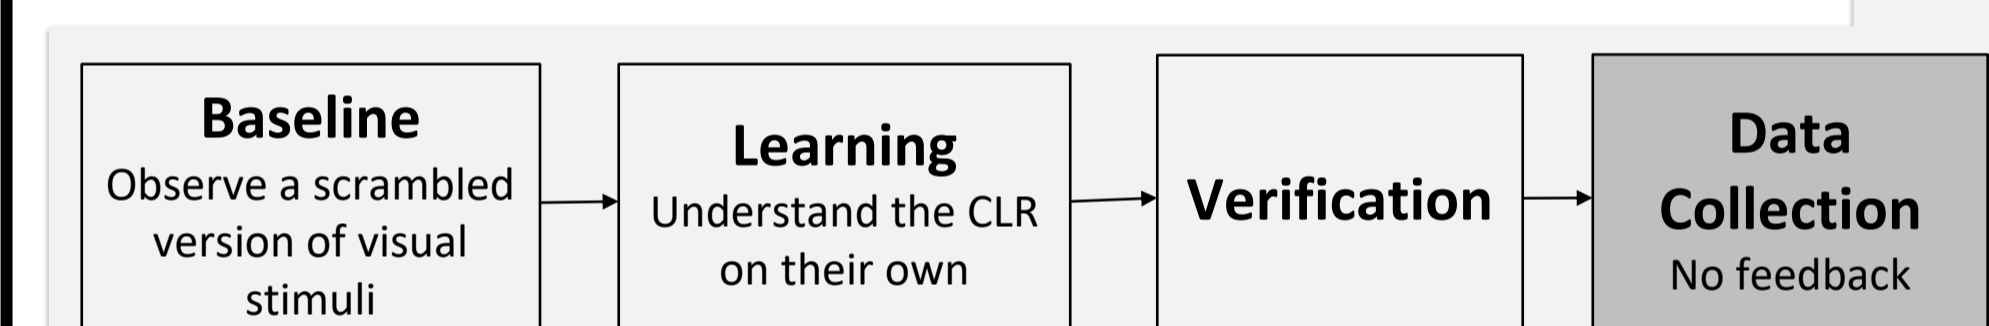 Baseline
Observe a scrambled
version of visual
stimuli
Learning
Understand the CLR
on their own
Verification
Data
Collection
No feedback